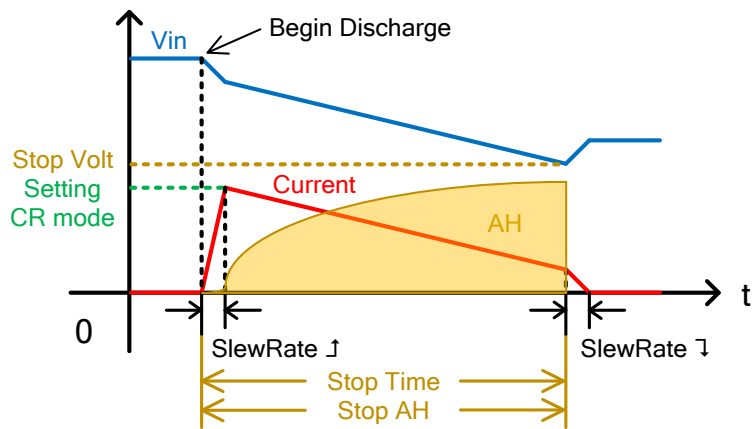 Begin Discharge
Vin
Stop Volt
Setting
CR mode
Current
AH
t
0
SlewRate ↥
SlewRate ↴
Stop Time
Stop AH